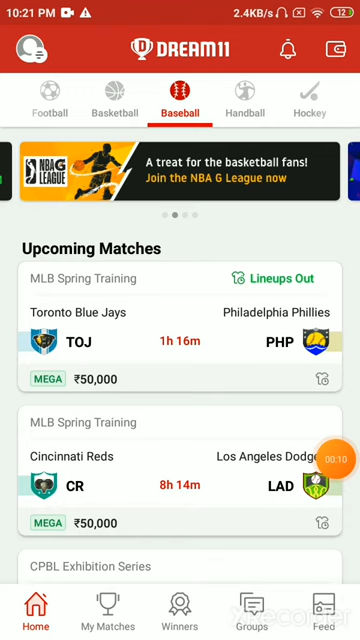 10:21 PM
2.4KB/s
12
DREAM11
Football
Basketball
Baseball
Handball
Hockey
NBA G LEAGUE
A treat for the basketball fans!
Join the NBA G League now
Upcoming Matches
MLB Spring Training
Lineups Out
Toronto Blue Jays
Philadelphia Phillies
TOJ
1h 16m
PHP
MEGA
₹50,000
MLB Spring Training
Cincinnati Reds
Los Angeles Dodge
CR
8h 14m
LAD
00:10
MEGA
₹50,000
CPBL Exhibition Series
Home
My Matches
Winners
Groups
Feed
XRecorder